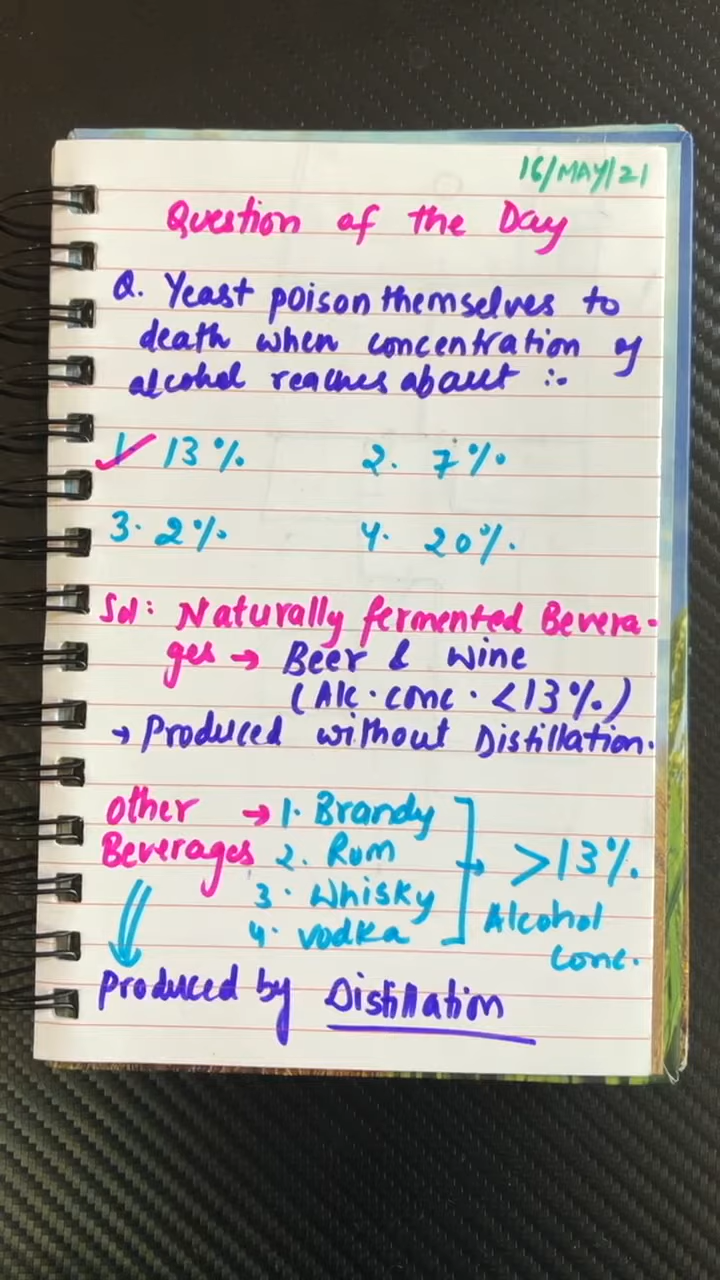 16/MAY/21
Question of the Day
Q. Yeast poison themselves to
death when concentration of
alcohol reaches about :-
1 13% 2. 7%
3. 2% 4. 20%.
Sol: Naturally fermented Bevera-
ges → Beer & wine
(Alc. conc. <13%.)
→ Produced without Distillation.
Other → 1. Brandy
Beverages 2. Rum
3. Whisky
4. vodka
→ >13%.
Alcohol
conc.
Produced by Distillation